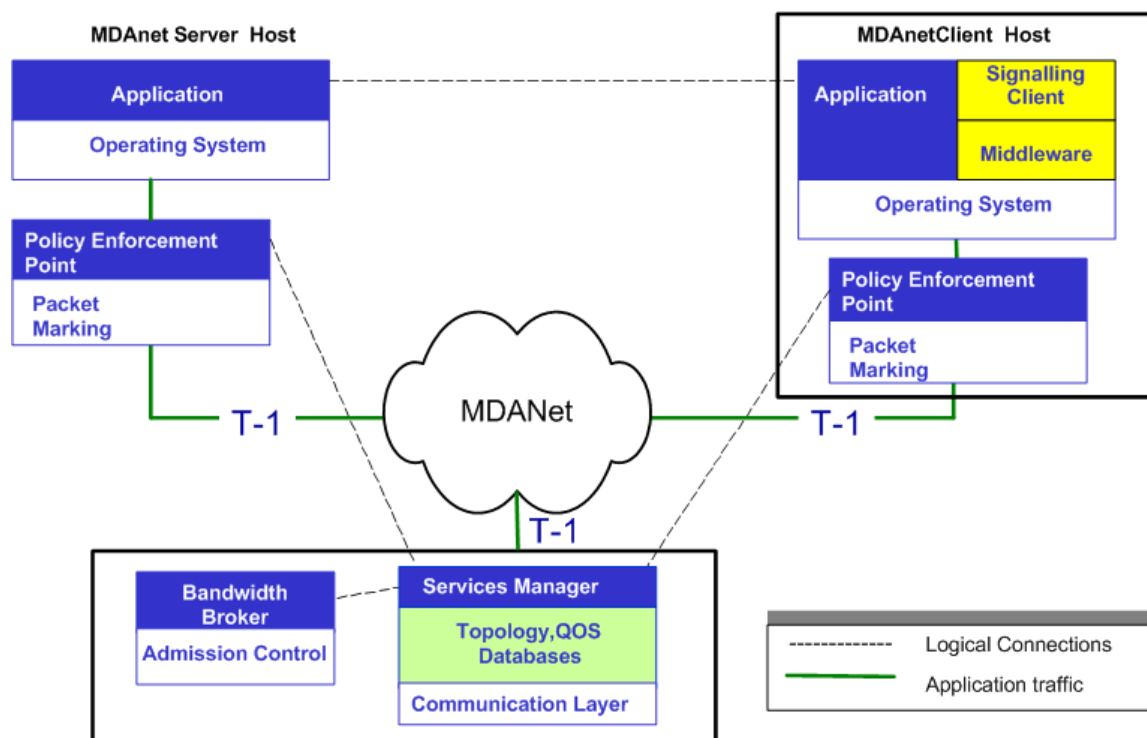 MDAnet Server Host
Application
Operating System
Policy Enforcement
Point
Packet
Marking
MDAnetClient Host
Application
Signalling
Client
Middleware
Operating System
Policy Enforcement
Point
Packet
Marking
T-1
MDANet
T-1
T-1
Bandwidth
Broker
Admission Control
Services Manager
Topology,QOS
Databases
Communication Layer
Logical Connections
Application traffic